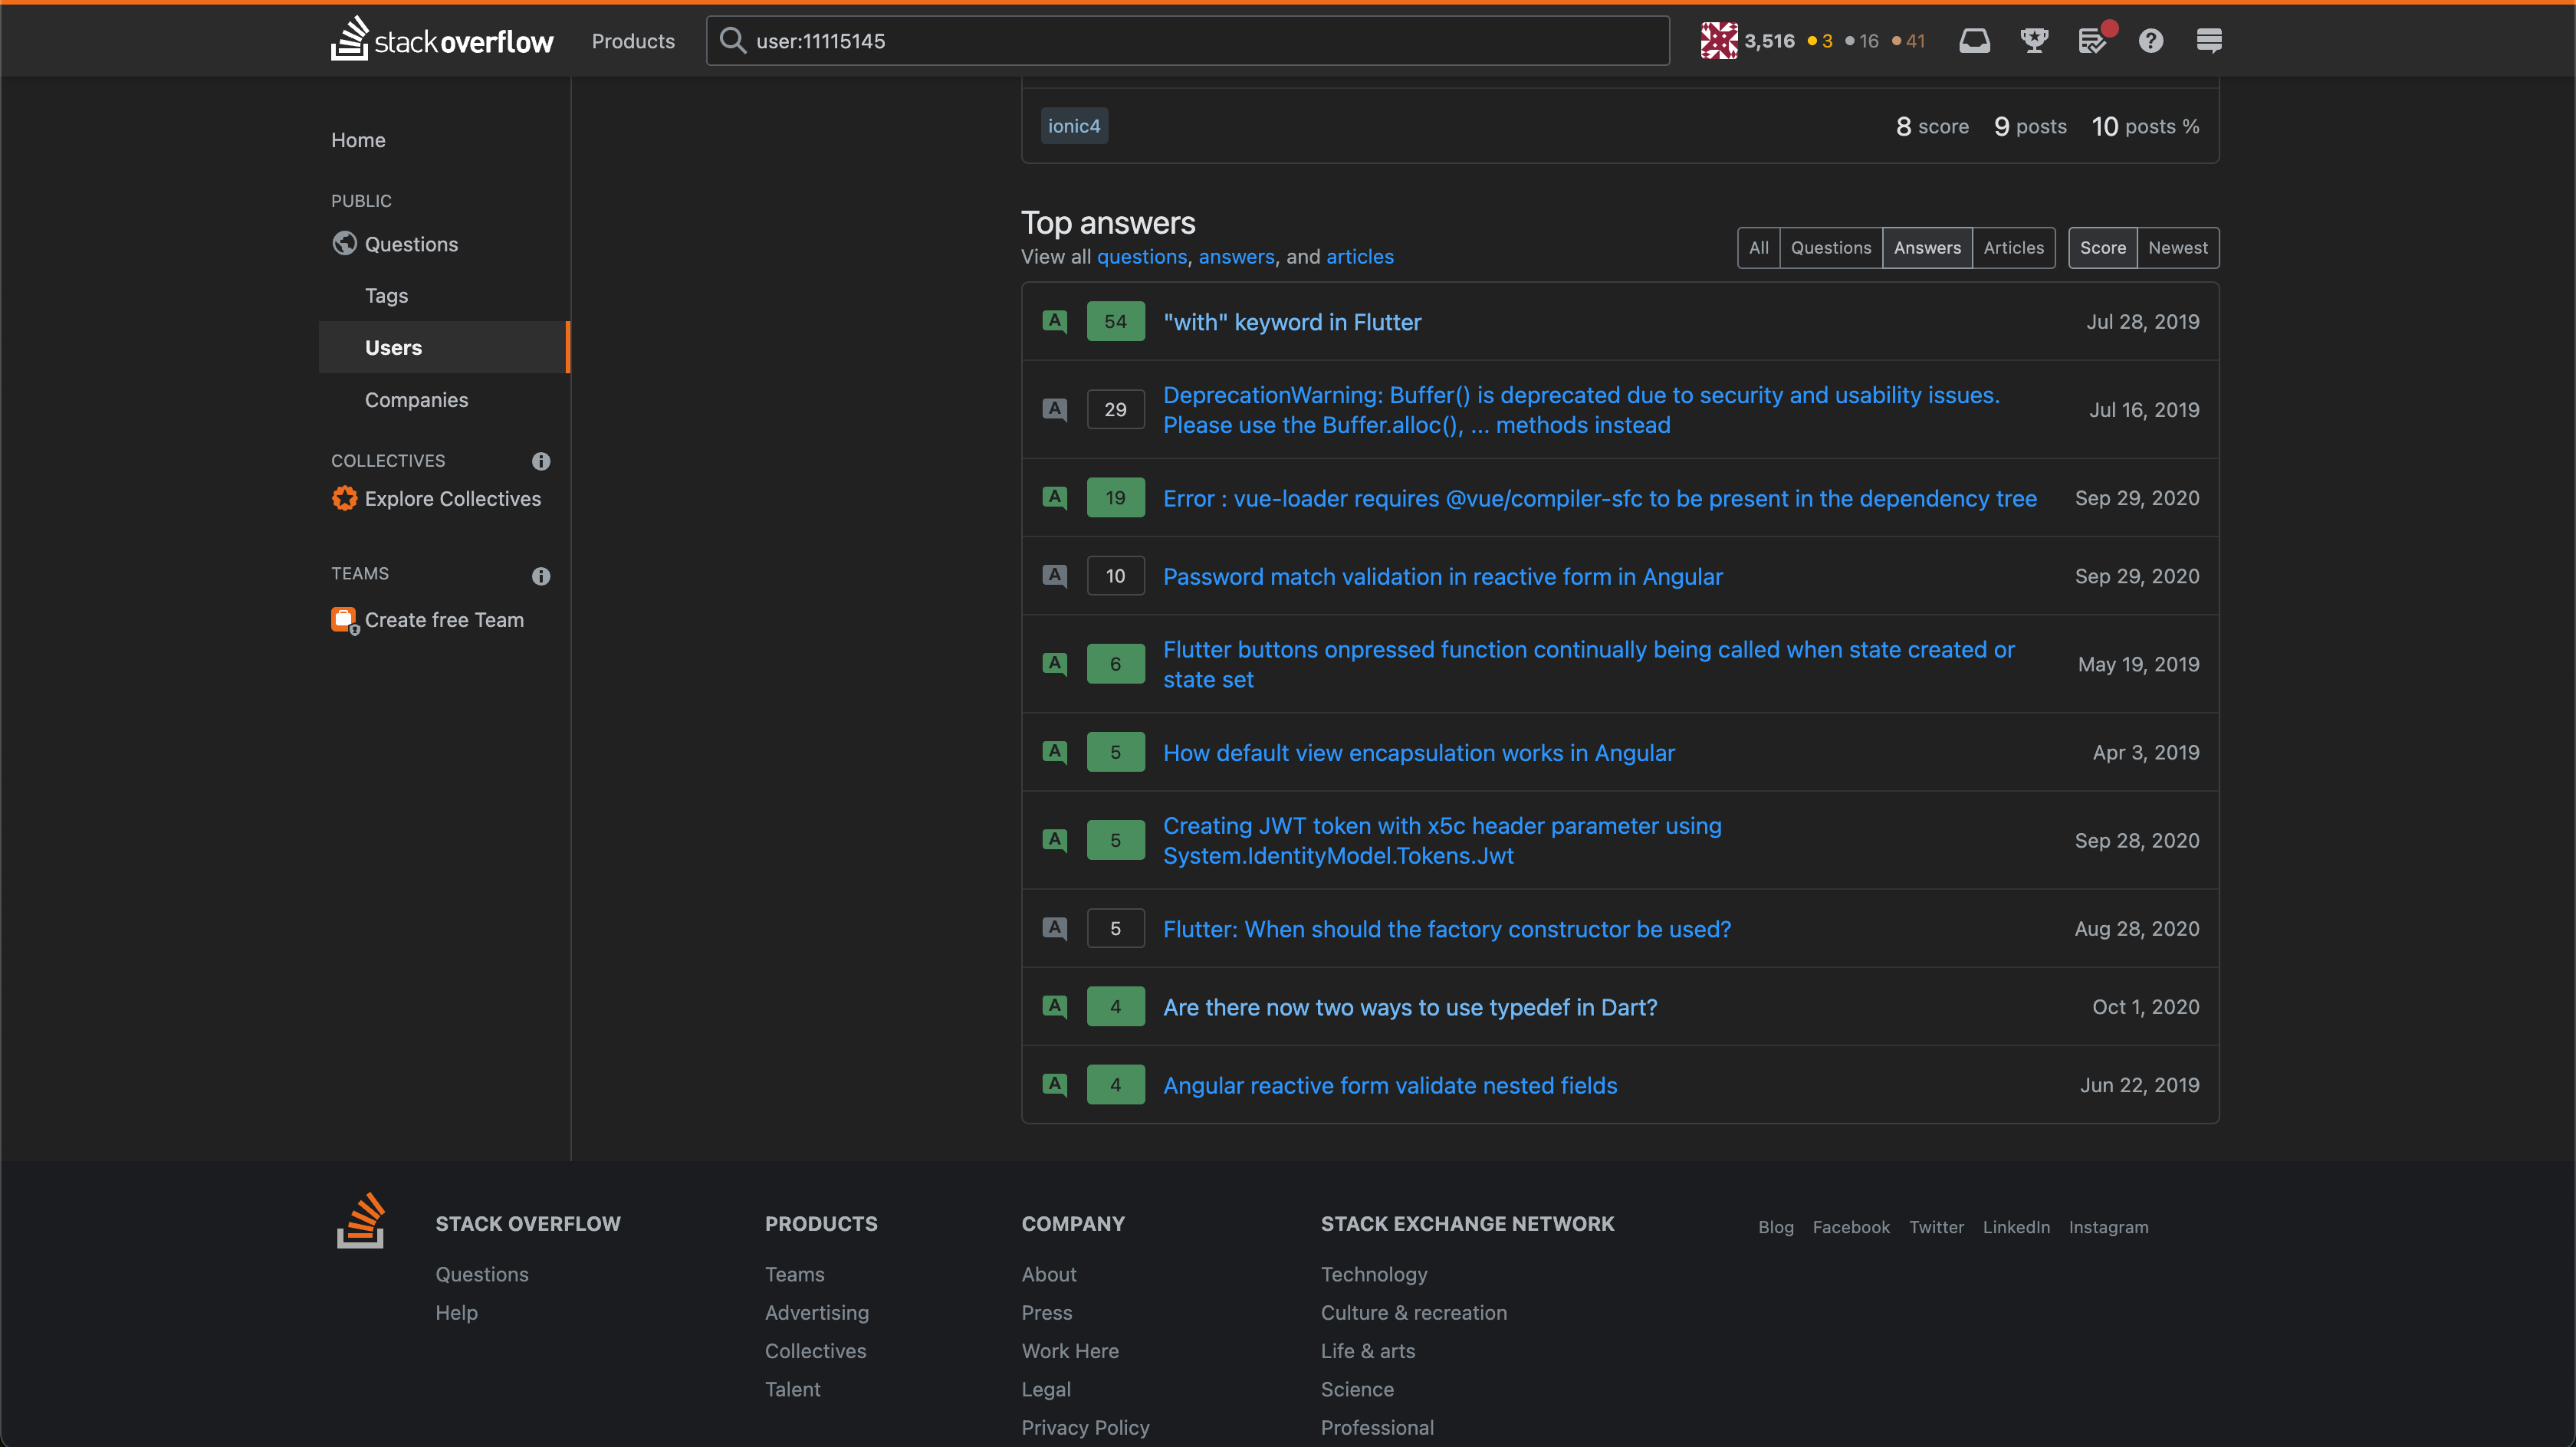 stack overflow
Products
user:11115145
3,516 3 16 41
Home
PUBLIC
Questions
Tags
Users
Companies
COLLECTIVES
Explore Collectives
TEAMS
Create free Team
ionic4 8 score 9 posts 10 posts %
Top answers
View all questions, answers, and articles
All Questions Answers Articles Score Newest
A 54 "with" keyword in Flutter Jul 28, 2019
A 29 DeprecationWarning: Buffer() is deprecated due to security and usability issues.
Please use the Buffer.alloc(), ... methods instead Jul 16, 2019
A 19 Error : vue-loader requires @vue/compiler-sfc to be present in the dependency tree Sep 29, 2020
A 10 Password match validation in reactive form in Angular Sep 29, 2020
A 6 Flutter buttons onpressed function continually being called when state created or
state set May 19, 2019
A 5 How default view encapsulation works in Angular Apr 3, 2019
A 5 Creating JWT token with x5c header parameter using
System.IdentityModel.Tokens.Jwt Sep 28, 2020
A 5 Flutter: When should the factory constructor be used? Aug 28, 2020
A 4 Are there now two ways to use typedef in Dart? Oct 1, 2020
A 4 Angular reactive form validate nested fields Jun 22, 2019
STACK OVERFLOW
Questions
Help
PRODUCTS
Teams
Advertising
Collectives
Talent
COMPANY
About
Press
Work Here
Legal
Privacy Policy
STACK EXCHANGE NETWORK
Technology
Culture & recreation
Life & arts
Science
Professional
Blog Facebook Twitter LinkedIn Instagram